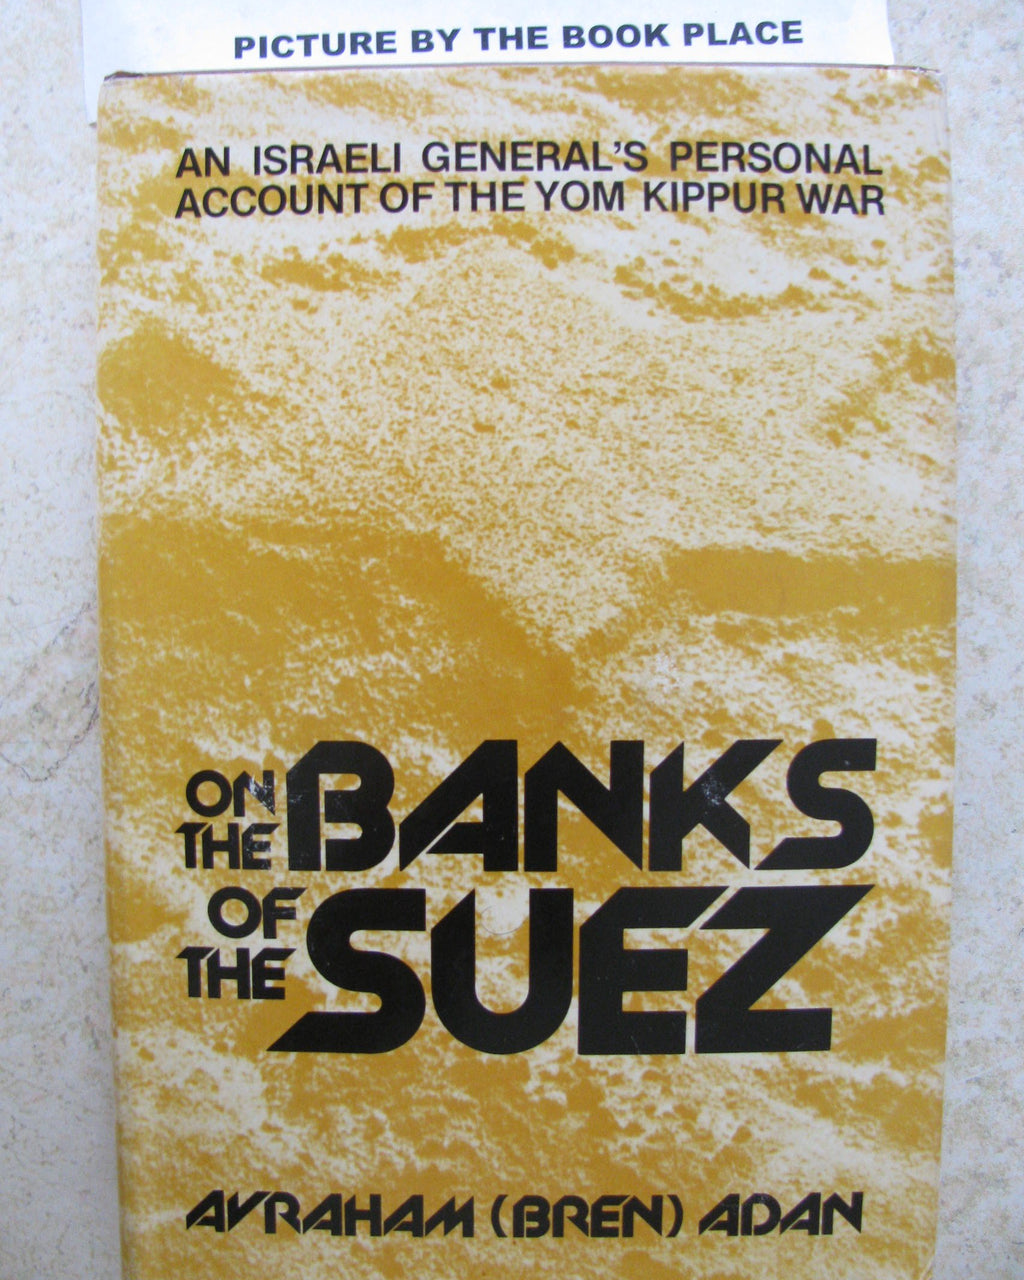 PICTURE BY THE BOOK PLACE
AN ISRAELI GENERAL'S PERSONAL
ACCOUNT OF THE YOM KIPPUR WAR
ON THE BANKS
OF THE SUEZ
AVRAHAM (BREN) ADAN